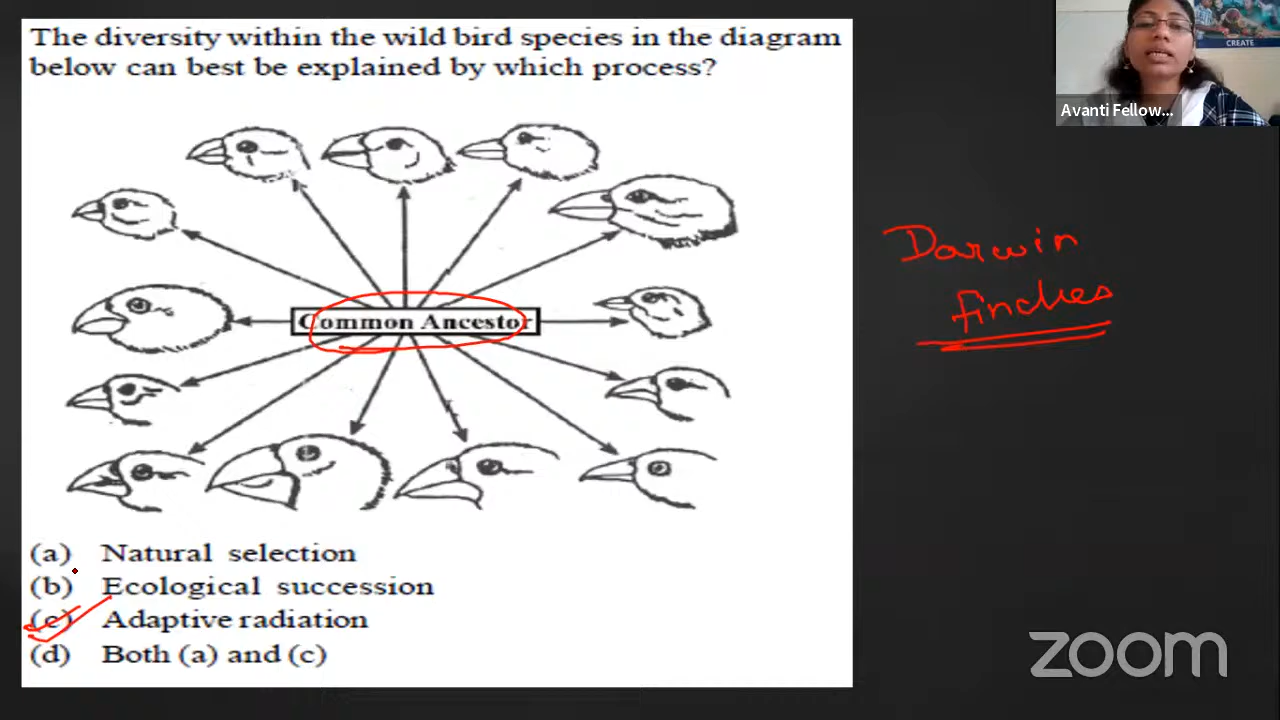 The diversity within the wild bird species in the diagram
below can best be explained by which process?
CREATE
Avanti Fellow...
Darwin
finches
Common Ancestor
(a) Natural selection
(b) Ecological succession
(c) Adaptive radiation
(d) Both (a) and (c)
zoom